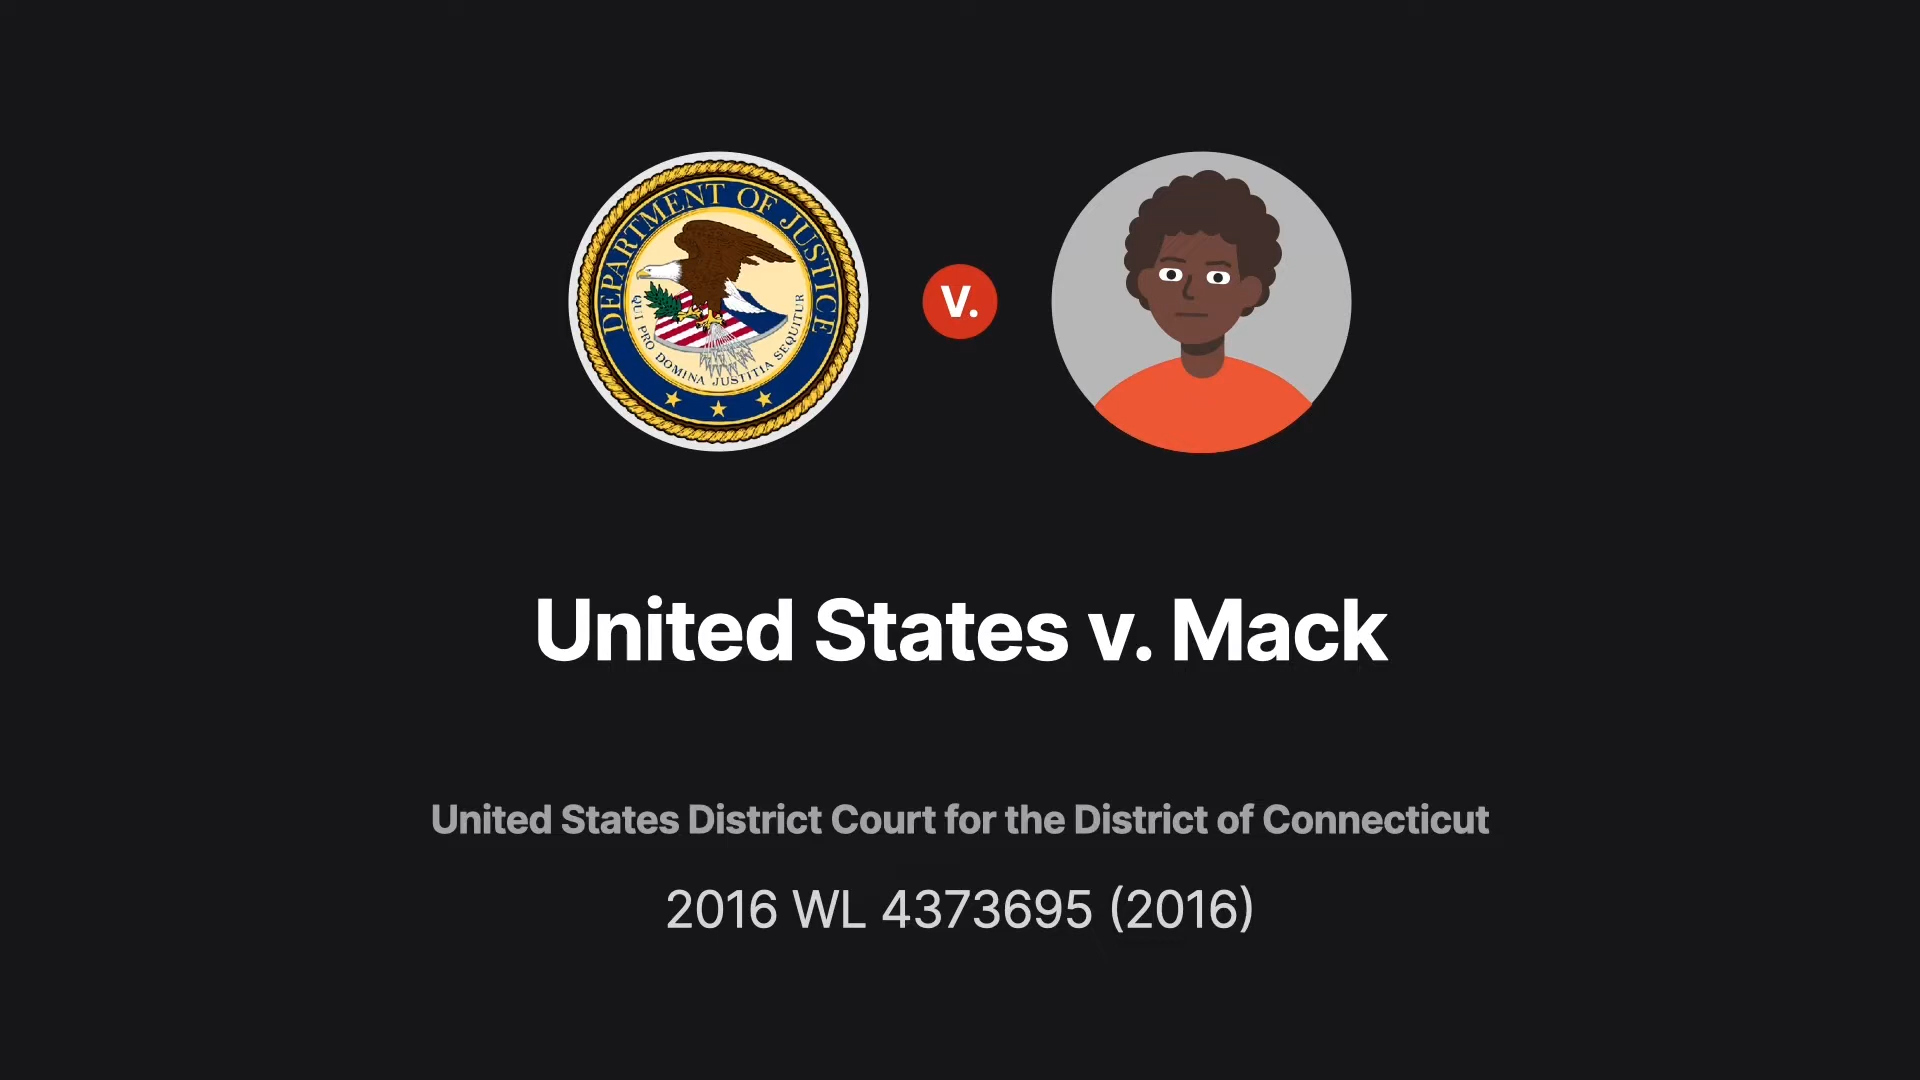 DEPARTMENT OF JUSTICE
QUI PRO DOMINA JUSTITIA SEQUITUR
V.
United States v. Mack
United States District Court for the District of Connecticut
2016 WL 4373695 (2016)